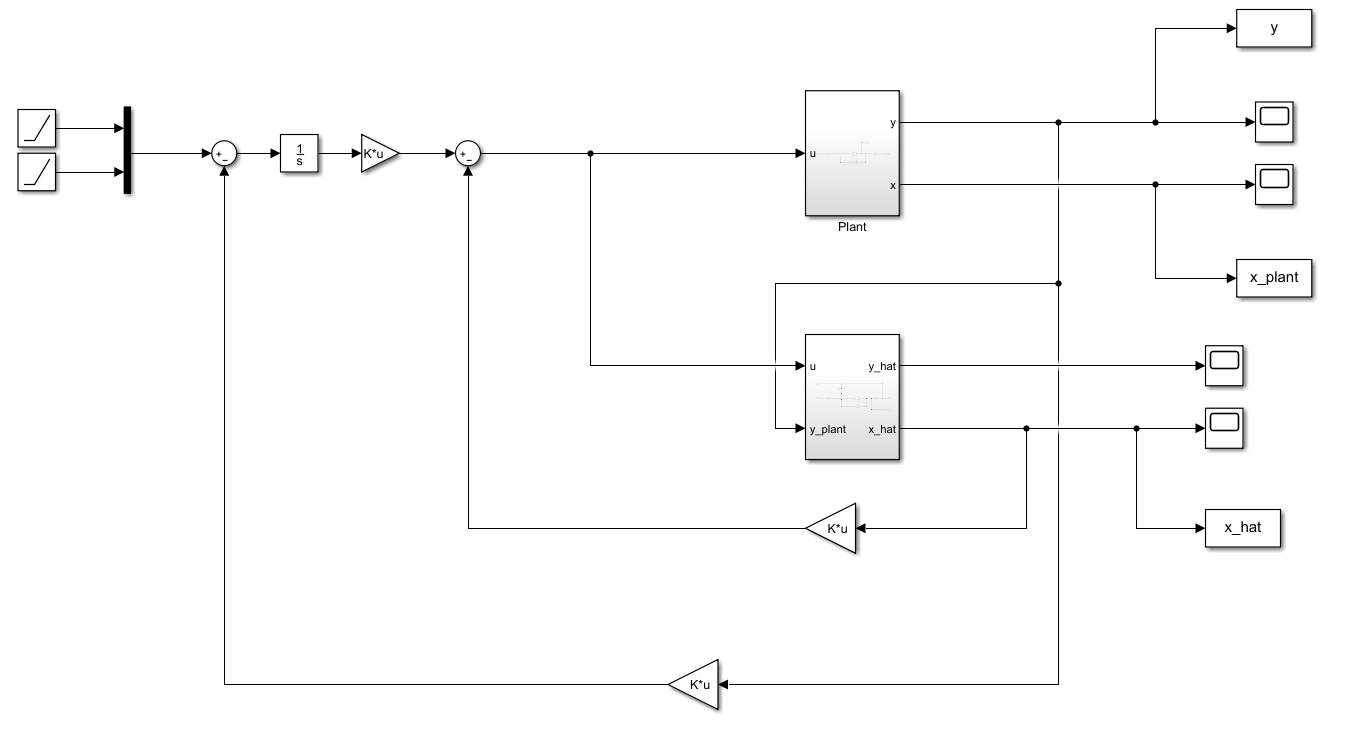 y
+
−
1
s
K*u
+
−
u
y
x
Plant
x_plant
u
y_hat
y_plant
x_hat
K*u
x_hat
K*u